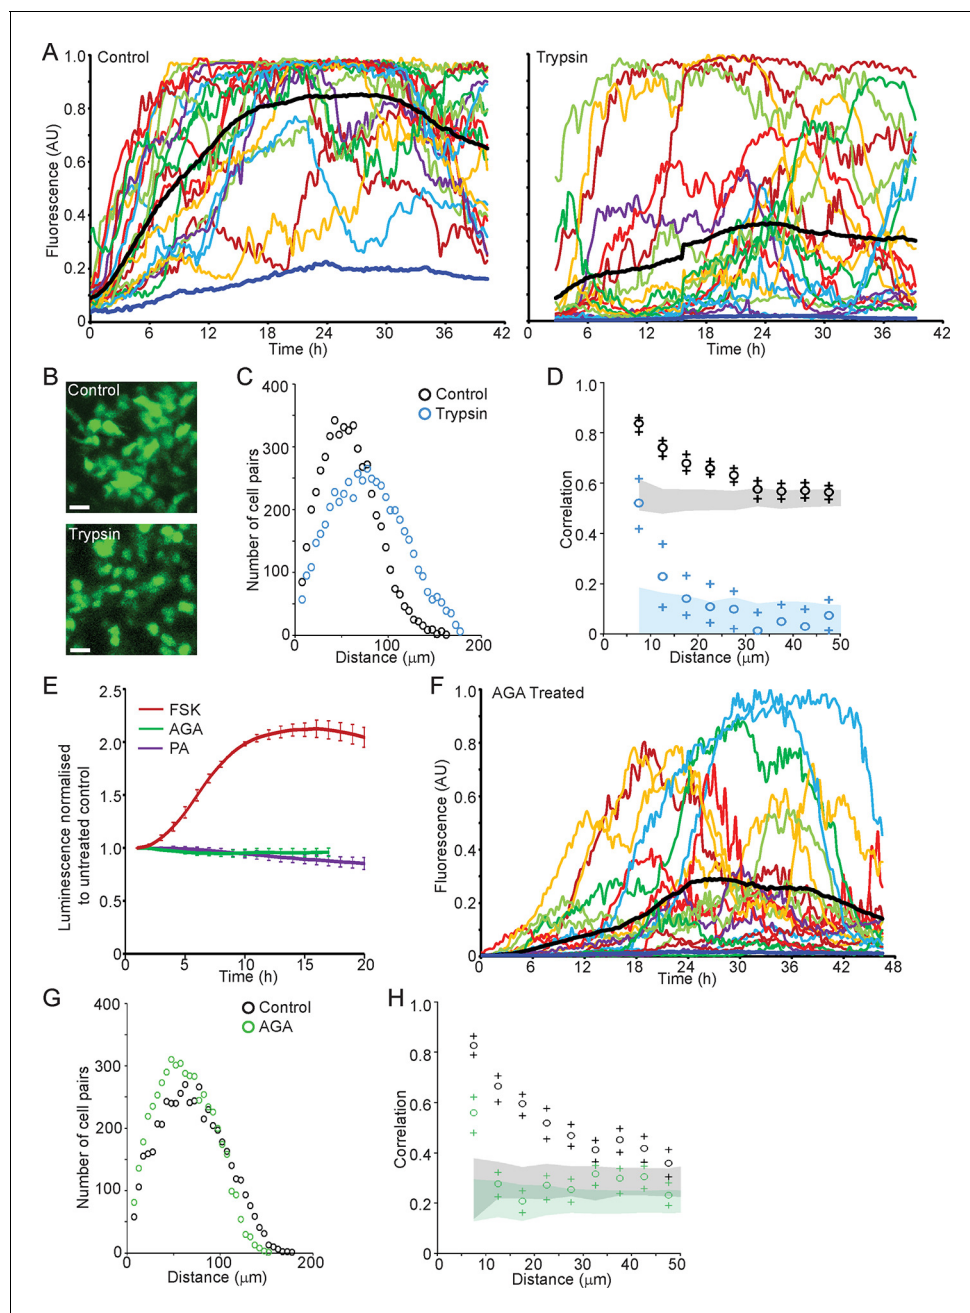 A
Control
Fluorescence (AU)
1.0
0.8
0.6
0.4
0.2
0
0 6 12 18 24 30 36 42
Time (h)
Trypsin
0 6 12 18 24 30 36 42
Time (h)
B
Control
Trypsin
C
Number of cell pairs
400
300
200
100
0
0 100 200
Distance (μm)
Control
Trypsin
D
Correlation
1.0
0.8
0.6
0.4
0.2
0
0 10 20 30 40 50
Distance (μm)
E
Luminescence normalised
to untreated control
2.5
2.0
1.5
1.0
0.5
0
0 5 10 15 20
Time (h)
FSK
AGA
PA
F
AGA Treated
Fluorescence (AU)
1.0
0.8
0.6
0.4
0.2
0
0 6 12 18 24 30 36 42 48
Time (h)
G
Number of cell pairs
400
300
200
100
0
0 100 200
Distance (μm)
Control
AGA
H
Correlation
1.0
0.8
0.6
0.4
0.2
0
0 10 20 30 40 50
Distance (μm)